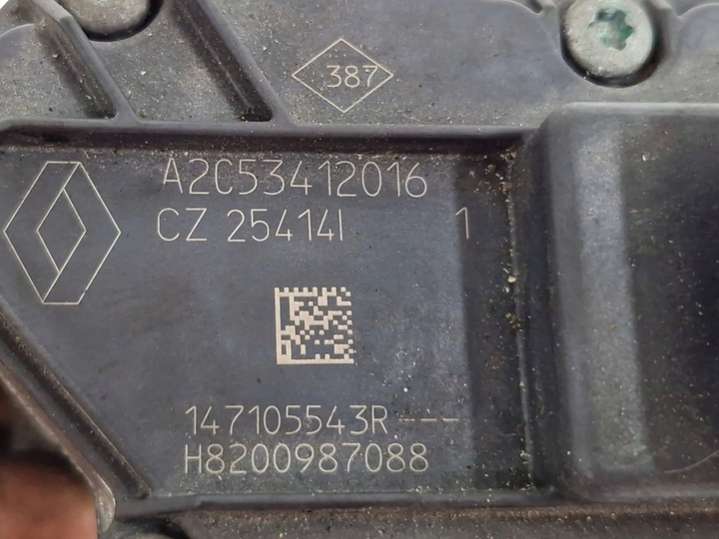 387
A2C53412016
CZ 25414I 1
147105543R---
H8200987088